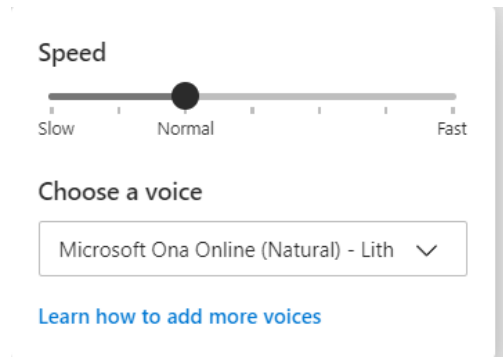 Speed
Slow Normal Fast
Choose a voice
Microsoft Ona Online (Natural) - Lith
Learn how to add more voices